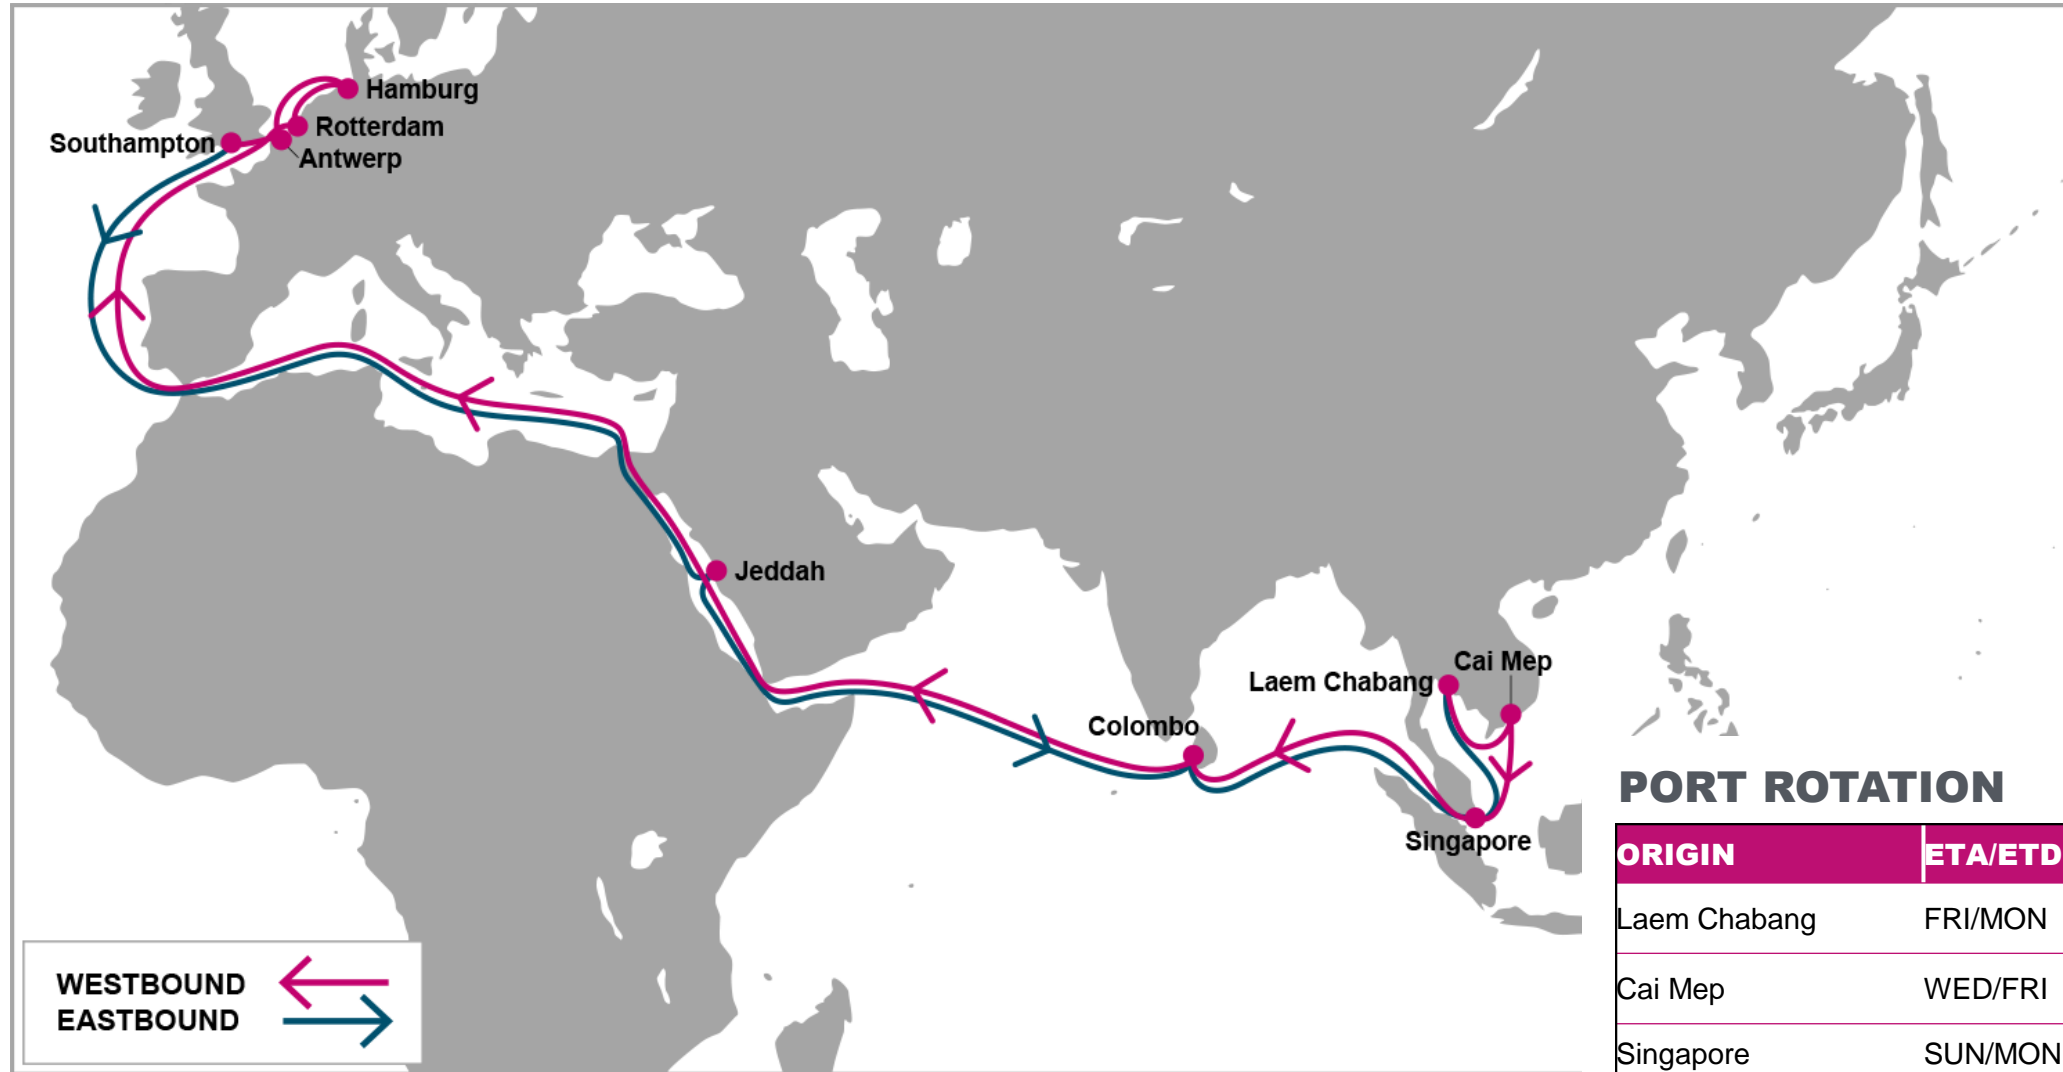 Hamburg
Rotterdam
Southampton
Antwerp
Jeddah
Cai Mep
Laem Chabang
Colombo
Singapore
WESTBOUND
EASTBOUND
PORT ROTATION
ORIGIN ETA/ETD
Laem Chabang FRI/MON
Cai Mep WED/FRI
Singapore SUN/MON